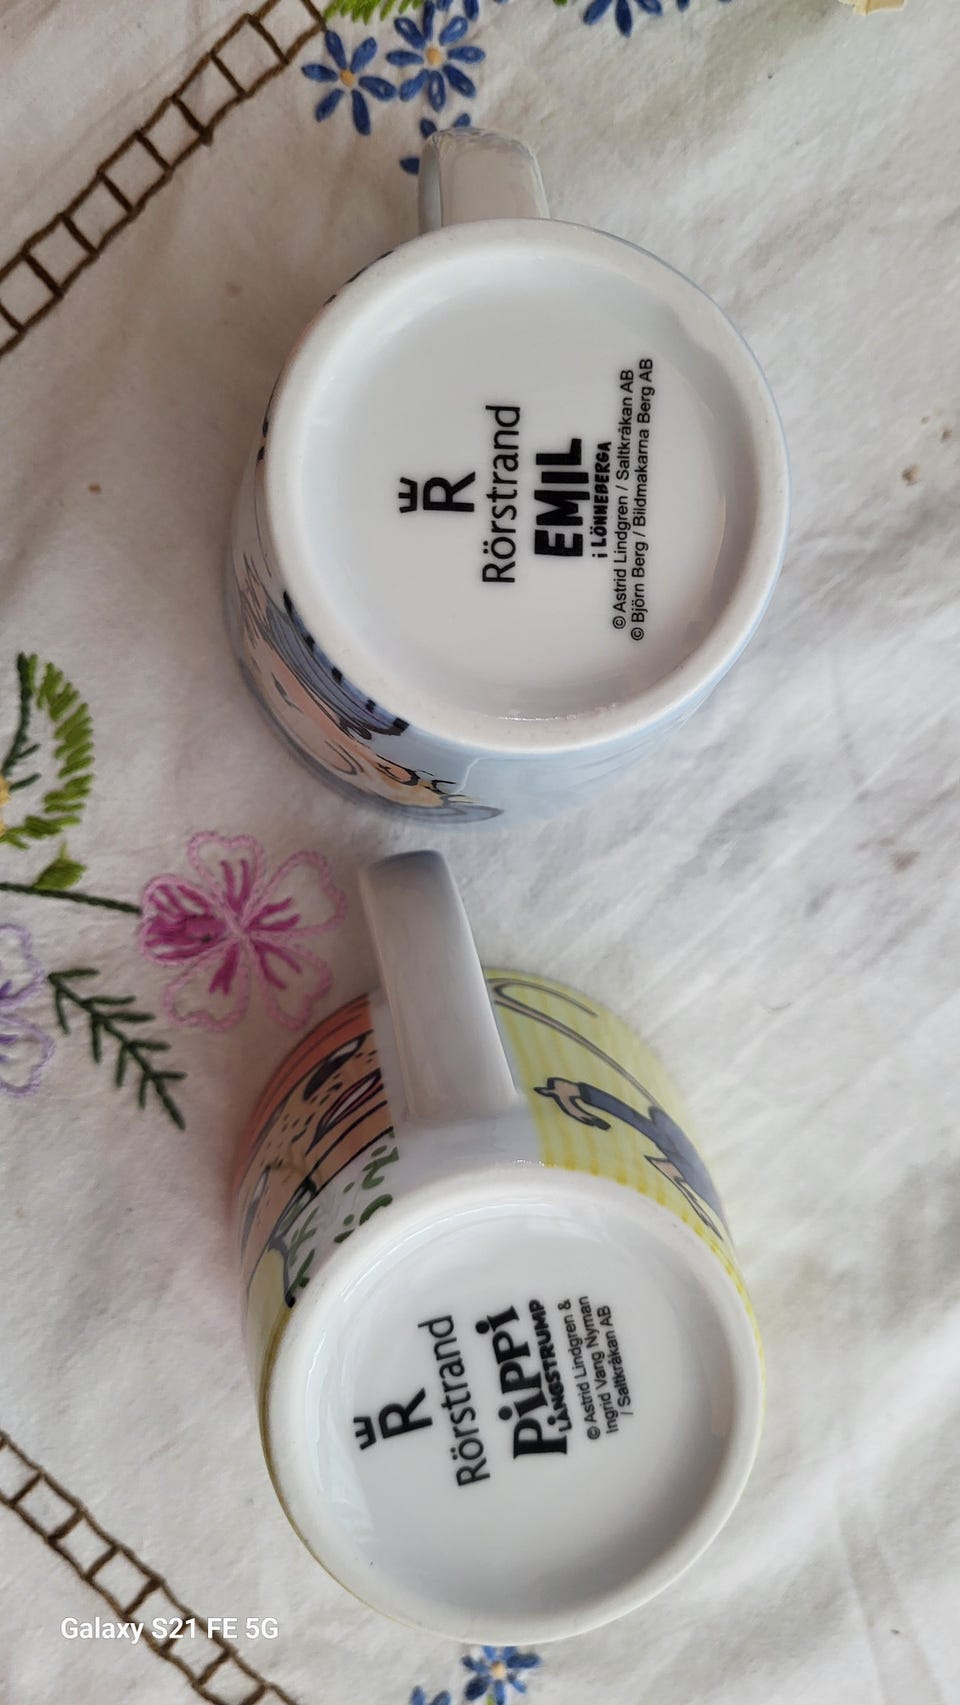 R
Rörstrand
EMIL
i LÖNNEBERGA
© Astrid Lindgren / Saltkråkan AB
© Björn Berg / Bildmakarna Berg AB
R
Rörstrand
PiPPi
LÅNGSTRUMP
© Astrid Lindgren &
Ingrid Vang Nyman
/ Saltkråkan AB
Galaxy S21 FE 5G